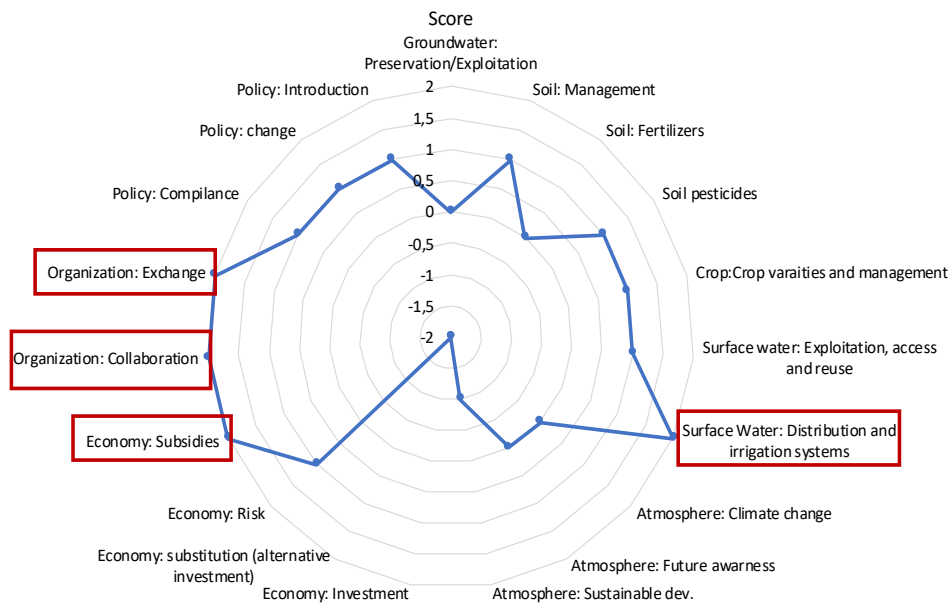 Score
Groundwater:
Preservation/Exploitation
Policy: Introduction
Soil: Management
Policy: change
Soil: Fertilizers
Policy: Compilance
Soil pesticides
Organization: Exchange
Crop:Crop varaities and management
Organization: Collaboration
Surface water: Exploitation, access
and reuse
Economy: Subsidies
Surface Water: Distribution and
irrigation systems
Economy: Risk
Atmosphere: Climate change
Economy: substitution (alternative
investment)
Atmosphere: Future awarness
Economy: Investment
Atmosphere: Sustainable dev.
2
1,5
1
0,5
0
-0,5
-1
-1,5
-2